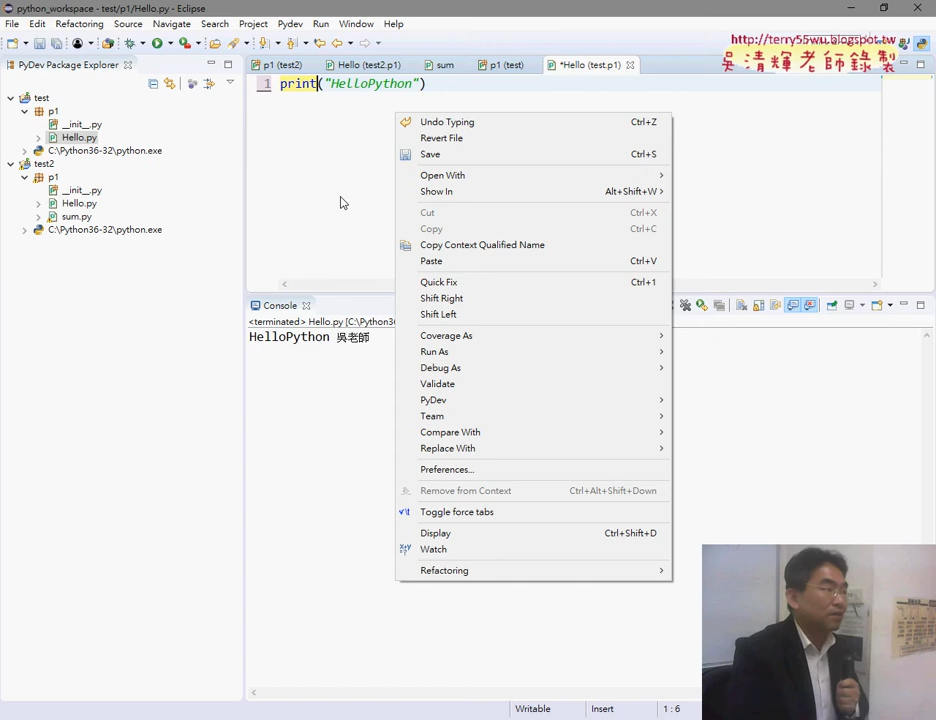 python_workspace - test/p1/Hello.py - Eclipse
File Edit Refactoring Source Navigate Search Project Pydev Run Window Help
http://terry55wu.blogspot.tw
吳清輝老師錄製
PyDev Package Explorer
p1 (test2)
Hello (test2.p1)
sum
p1 (test)
*Hello (test.p1)
test
p1
__init__.py
Hello.py
C:\Python36-32\python.exe
test2
p1
__init__.py
Hello.py
sum.py
C:\Python36-32\python.exe
1 print("HelloPython")
Undo Typing Ctrl+Z
Revert File
Save Ctrl+S
Open With
Show In Alt+Shift+W
Cut Ctrl+X
Copy Ctrl+C
Copy Context Qualified Name
Paste Ctrl+V
Quick Fix Ctrl+1
Shift Right
Shift Left
Coverage As
Run As
Debug As
Validate
PyDev
Team
Compare With
Replace With
Preferences...
Remove from Context Ctrl+Alt+Shift+Down
Toggle force tabs
Display Ctrl+Shift+D
Watch
Refactoring
Console
<terminated> Hello.py [C:\Python3
HelloPython 吳老師
Writable Insert 1 : 6